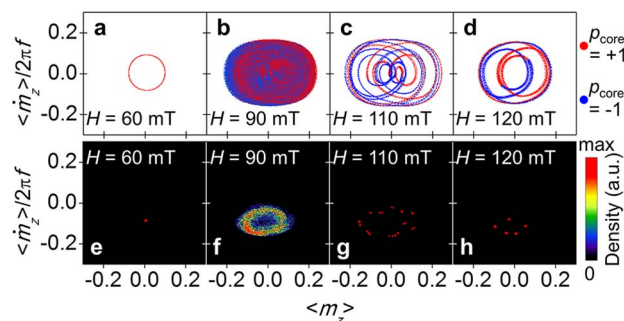 a b c d
<ṁz>/2πf
0.2
0.0
-0.2
H = 60 mT H = 90 mT H = 110 mT H = 120 mT
pcore = +1
pcore = -1
H = 60 mT H = 90 mT H = 110 mT H = 120 mT
<ṁz>/2πf
0.2
0.0
-0.2
e f g h
max
Density (a.u.)
0
-0.2 0.0 0.2 -0.2 0.0 0.2 -0.2 0.0 0.2 -0.2 0.0 0.2
<mz>